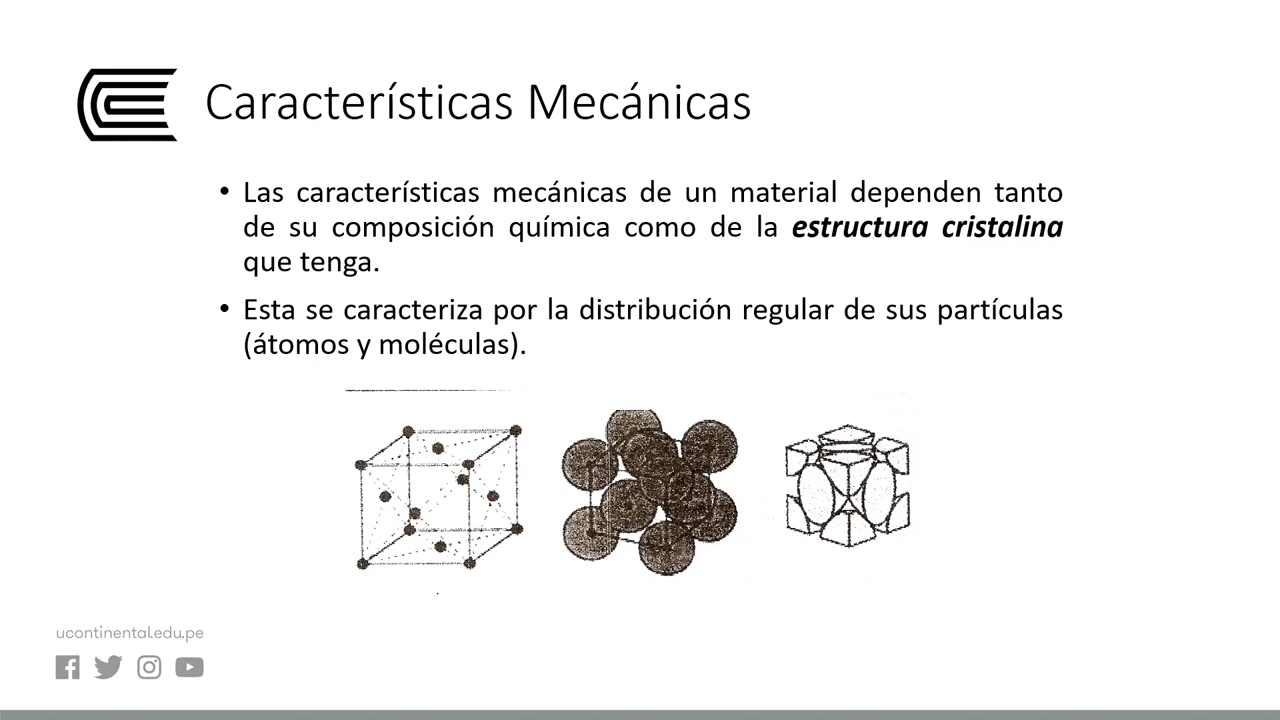 Características Mecánicas
• Las características mecánicas de un material dependen tanto
de su composición química como de la estructura cristalina
que tenga.
• Esta se caracteriza por la distribución regular de sus partículas
(átomos y moléculas).
ucontinental.edu.pe